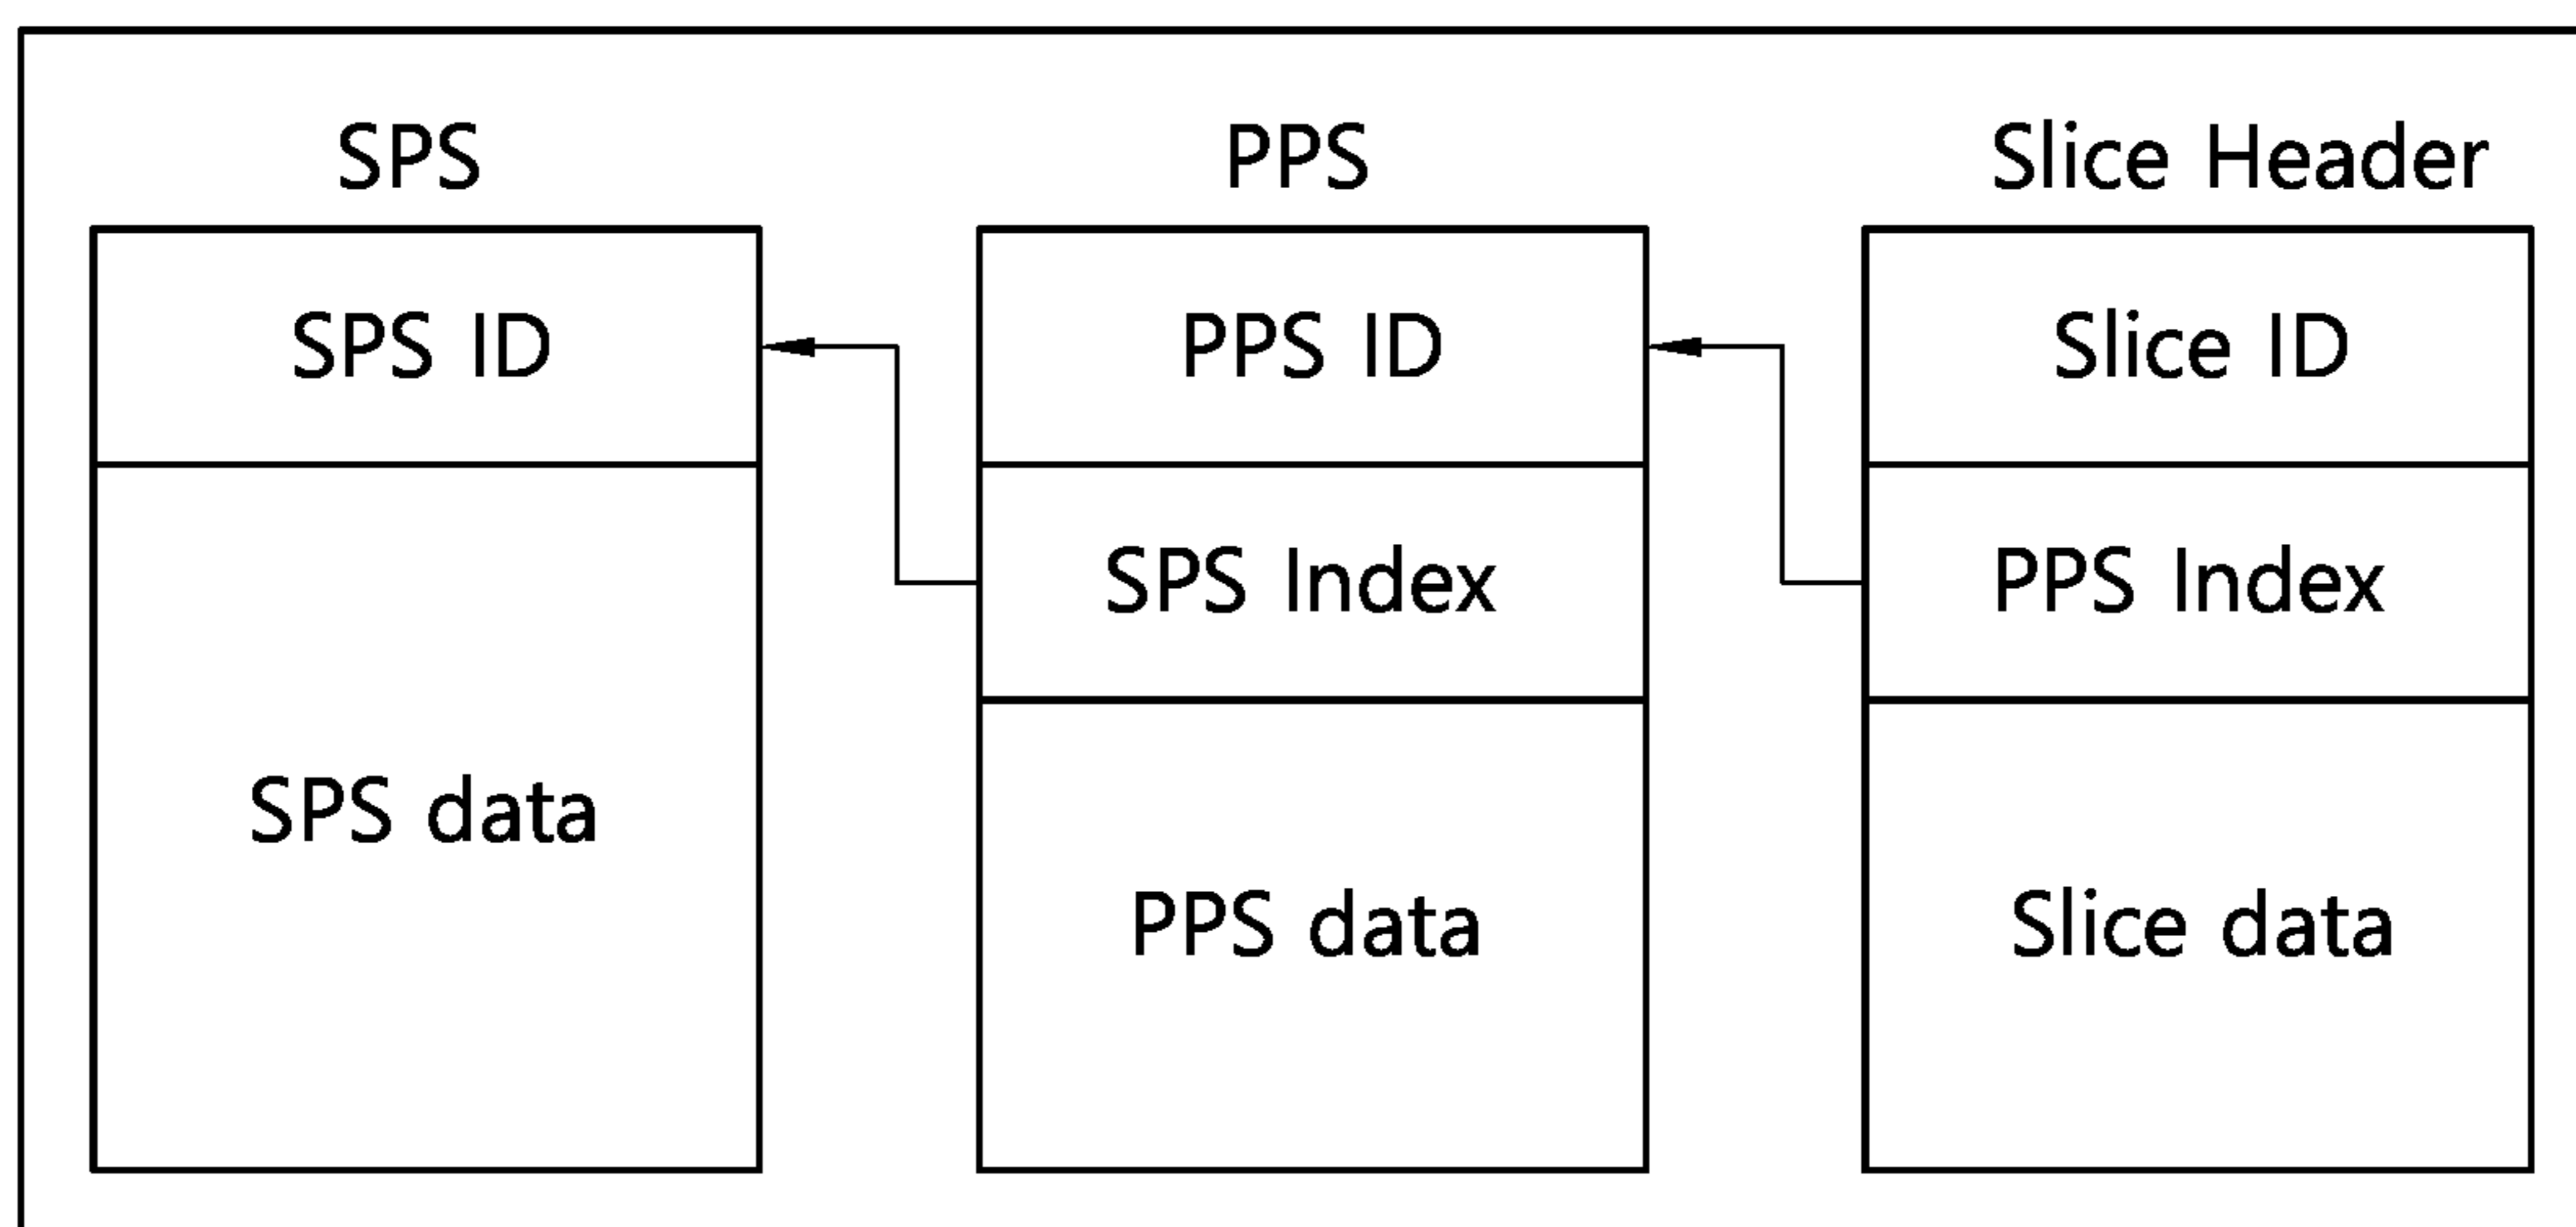 SPS
PPS
Slice Header
SPS ID
PPS ID
Slice ID
SPS Index
PPS Index
SPS data
PPS data
Slice data